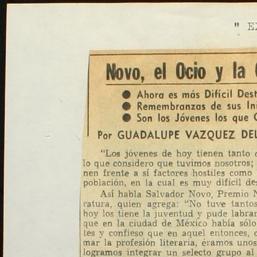 " E
Novo, el Ocio y la
● Ahora es más Difícil Dest
● Remembranzas de sus In
● Son los Jóvenes los que
Por GUADALUPE VAZQUEZ DEL
"Los jóvenes de hoy tienen tanto
lo que considero que tuvimos nosotros;
nen frente a sí factores hostiles como
población, en la cual es muy difícil des
Así habla Salvador Novo, Premio N
ratura, quien agrega: "No tuve tantos
hoy los tiene la juventud y pude labrar
que en la ciudad de México había sólo
tes y confieso que en aquel entonces,
mar la profesión literaria, éramos unos
logramos integrar un selecto grupo al